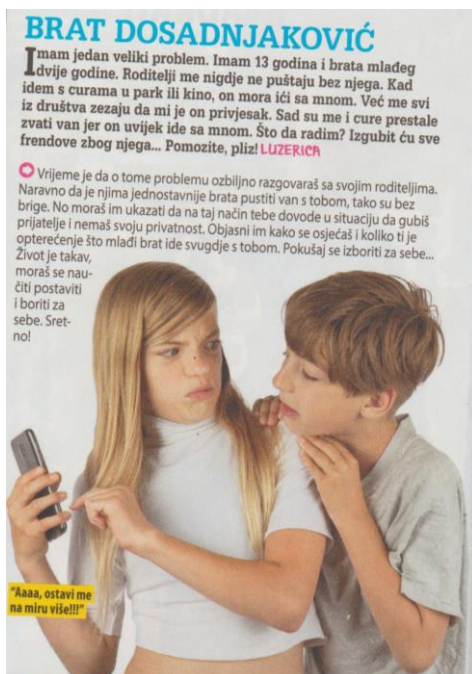 BRAT DOSADNJAKOVIĆ
Imam jedan veliki problem. Imam 13 godina i brata mlađeg
dvije godine. Roditelji me nigdje ne puštaju bez njega. Kad
idem s curama u park ili kino, on mora ići sa mnom. Već me svi
iz društva zezaju da mi je on privjesak. Sad su me i cure prestale
zvati van jer on uvijek ide sa mnom. Što da radim? Izgubit ću sve
frendove zbog njega... Pomozite, pliz! LUZERICA
Vrijeme je da o tome problemu ozbiljno razgovaraš sa svojim roditeljima.
Naravno da je njima jednostavnije brata pustiti van s tobom, tako su bez
brige. No moraš im ukazati da na taj način tebe dovode u situaciju da gubiš
prijatelje i nemaš svoju privatnost. Objasni im kako se osjećaš i koliko ti je
opterećenje što mlađi brat ide svugdje s tobom. Pokušaj se izboriti za sebe...
Život je takav,
moraš se nau-
čiti postaviti
i boriti za
sebe. Sret-
no!
"Aaaa, ostavi me
na miru više!!!"